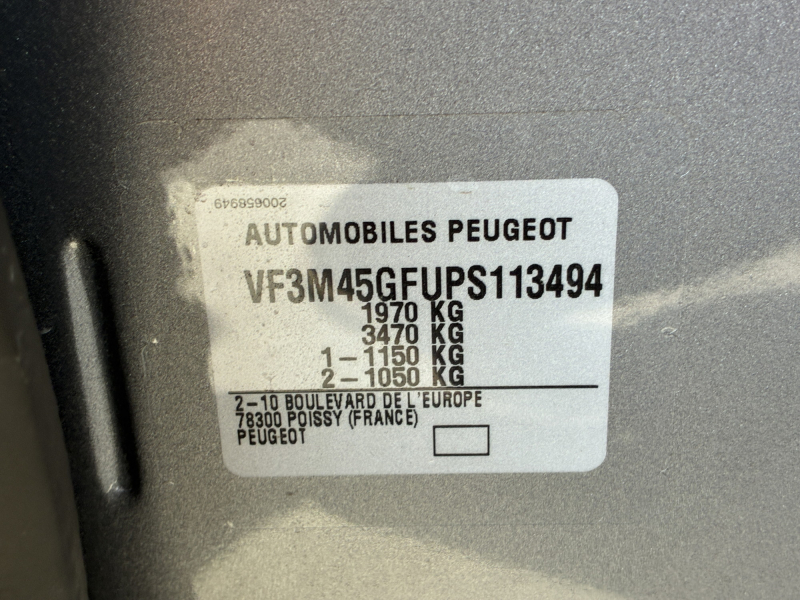 200658949
AUTOMOBILES PEUGEOT
VF3M45GFUPS113494
1970 KG
3470 KG
1-1150 KG
2-1050 KG
2-10 BOULEVARD DE L'EUROPE
78300 POISSY (FRANCE)
PEUGEOT